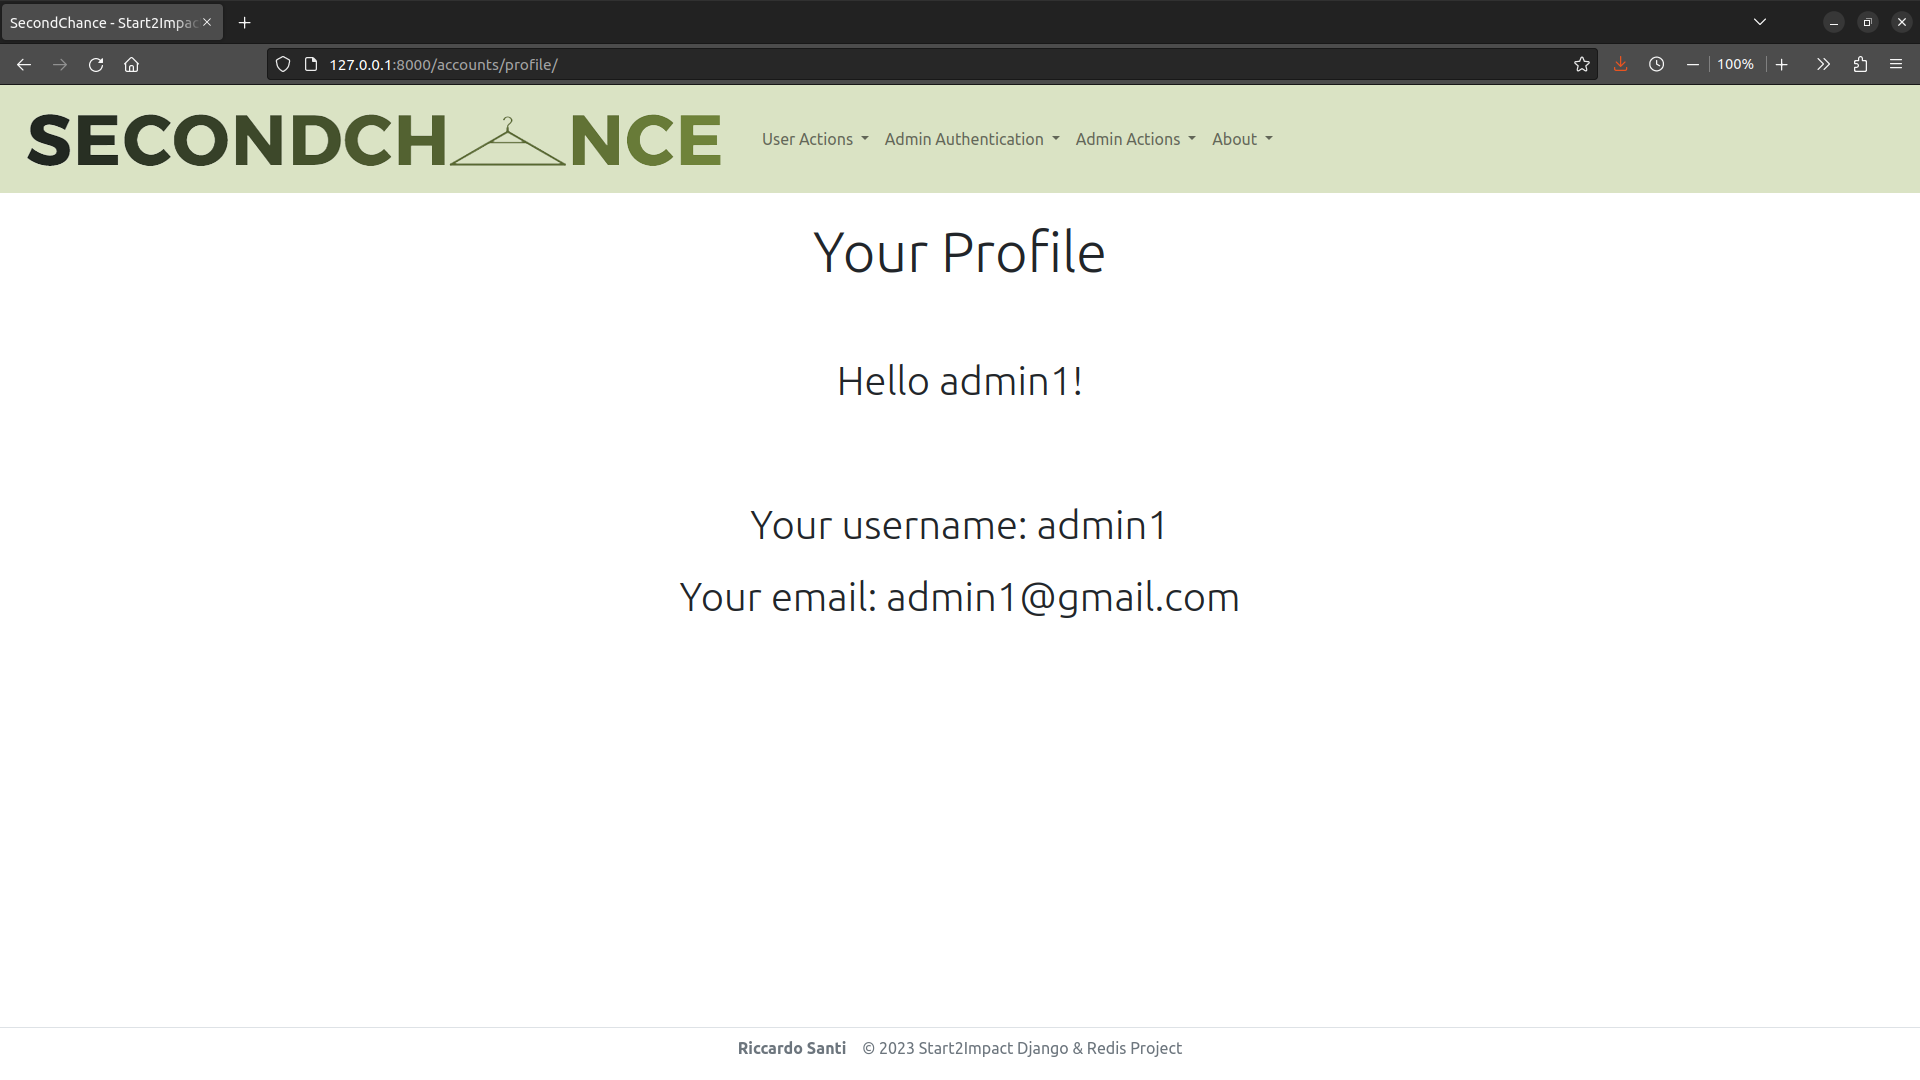 SecondChance - Start2Impac
127.0.0.1:8000/accounts/profile/
100%
SECONDCH NCE
User Actions
Admin Authentication
Admin Actions
About
Your Profile
Hello admin1!
Your username: admin1
Your email: admin1@gmail.com
Riccardo Santi © 2023 Start2Impact Django & Redis Project